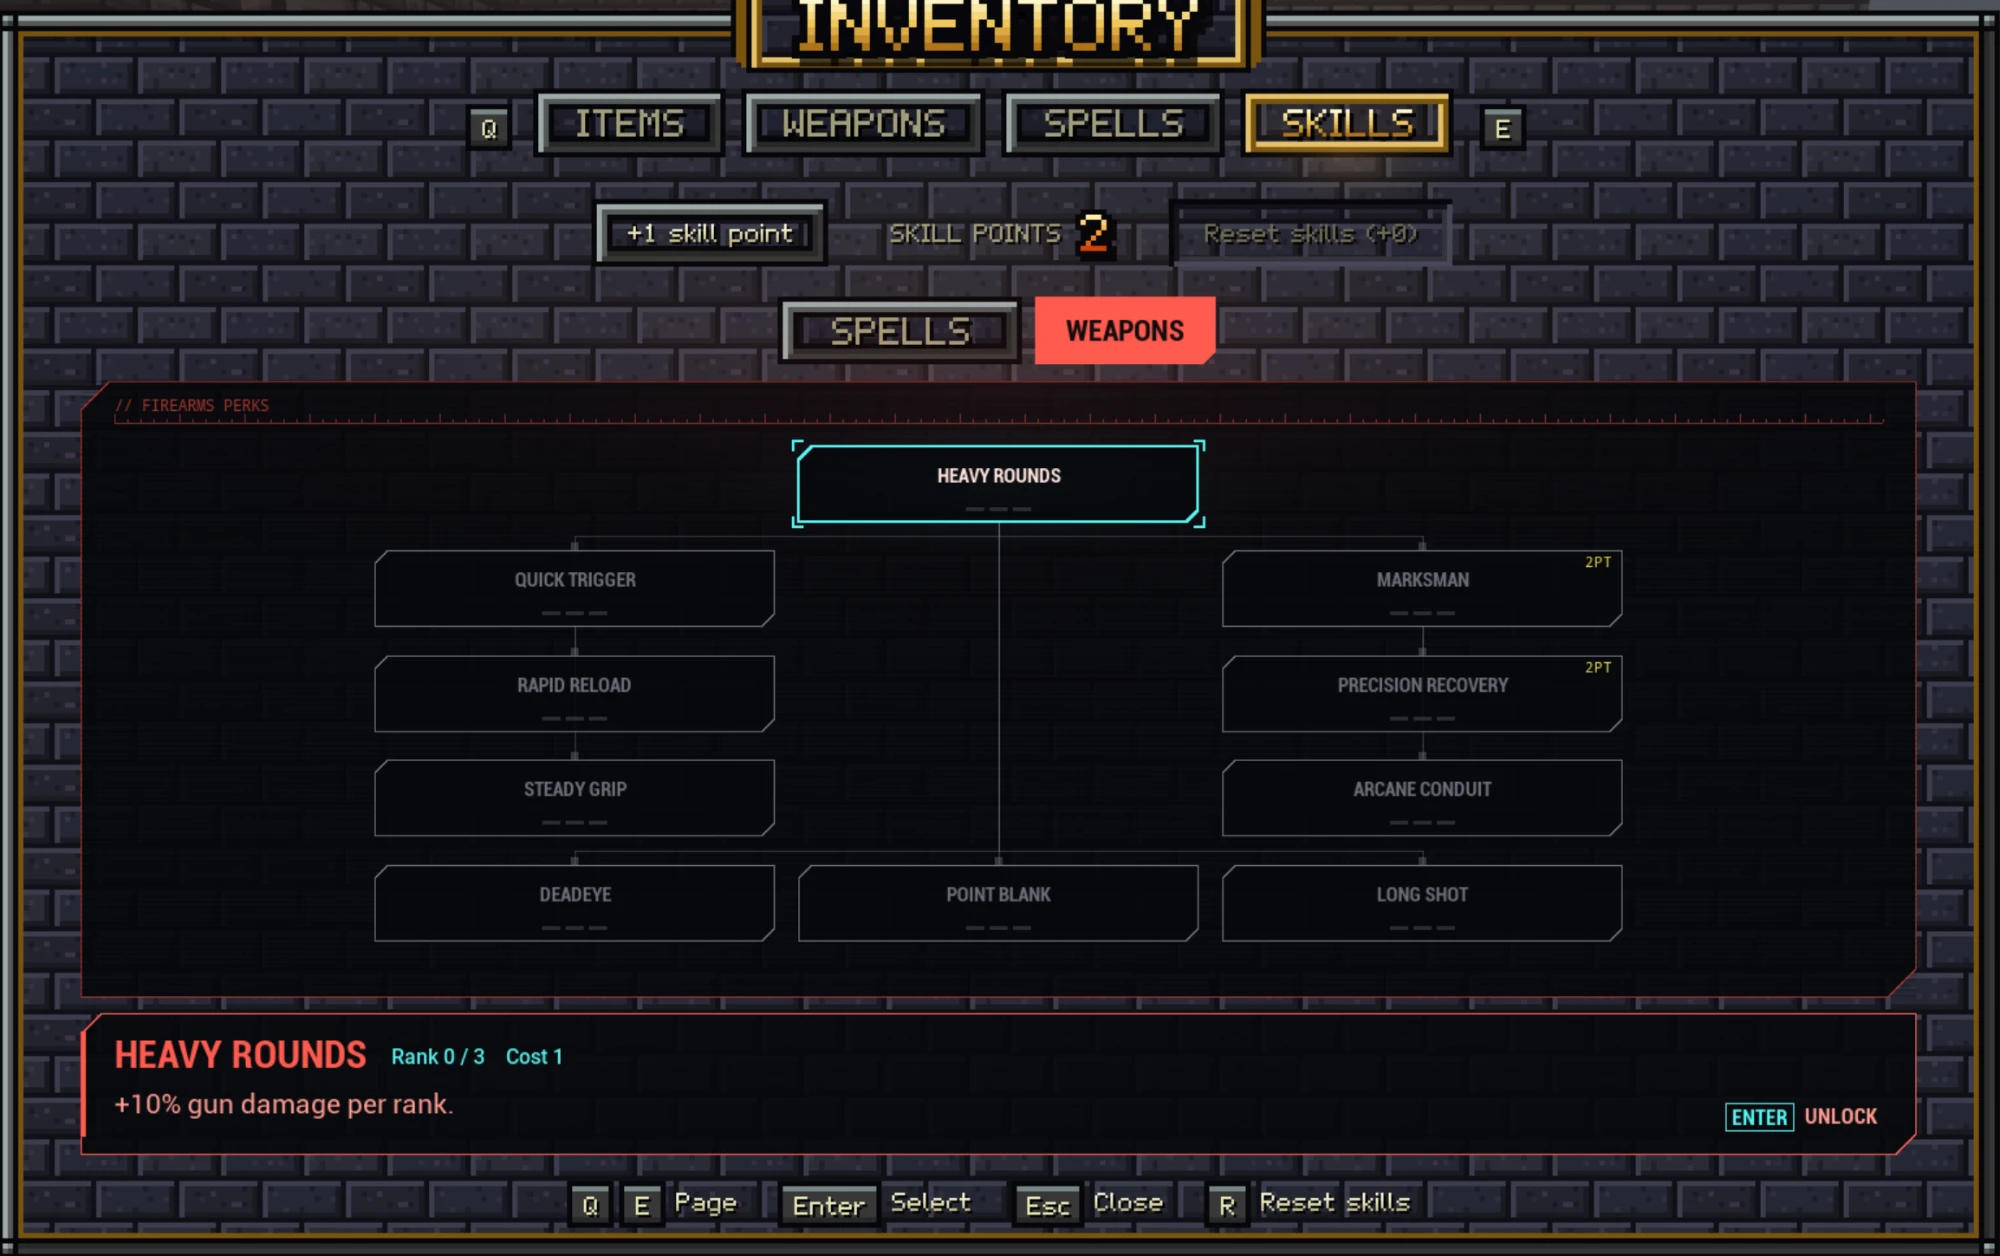 INVENTORY
Q ITEMS WEAPONS SPELLS SKILLS E
+1 skill point SKILL POINTS 2 Reset skills (+0)
SPELLS WEAPONS
// FIREARMS PERKS
HEAVY ROUNDS
QUICK TRIGGER MARKSMAN 2PT
RAPID RELOAD PRECISION RECOVERY 2PT
STEADY GRIP ARCANE CONDUIT
DEADEYE POINT BLANK LONG SHOT
HEAVY ROUNDS Rank 0 / 3 Cost 1
+10% gun damage per rank.
ENTER UNLOCK
Q E Page Enter Select Esc Close R Reset skills